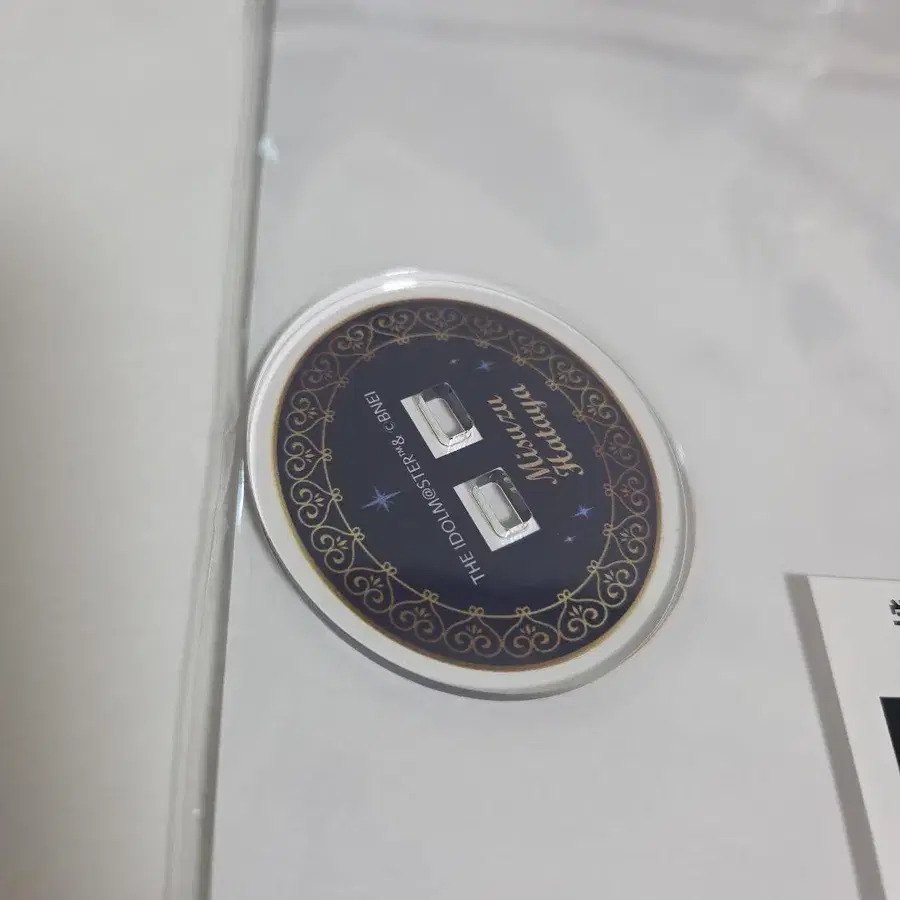 Misuzu
Hataya
THE IDOLM@STER™& ©BNEI